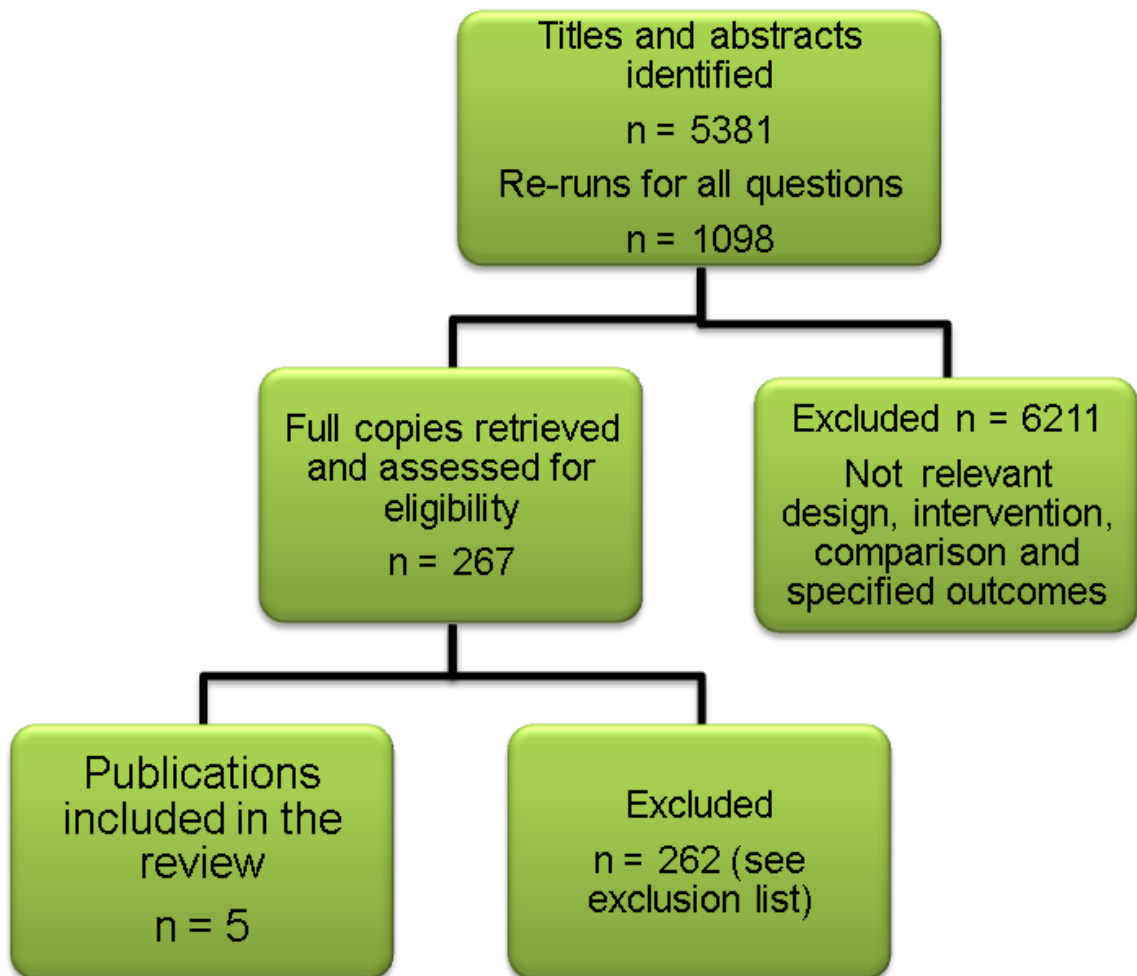 Titles and abstracts
identified
n = 5381
Re-runs for all questions
n = 1098
Full copies retrieved
and assessed for
eligibility
n = 267
Excluded n = 6211
Not relevant
design, intervention,
comparison and
specified outcomes
Publications
included in the
review
n = 5
Excluded
n = 262 (see
exclusion list)